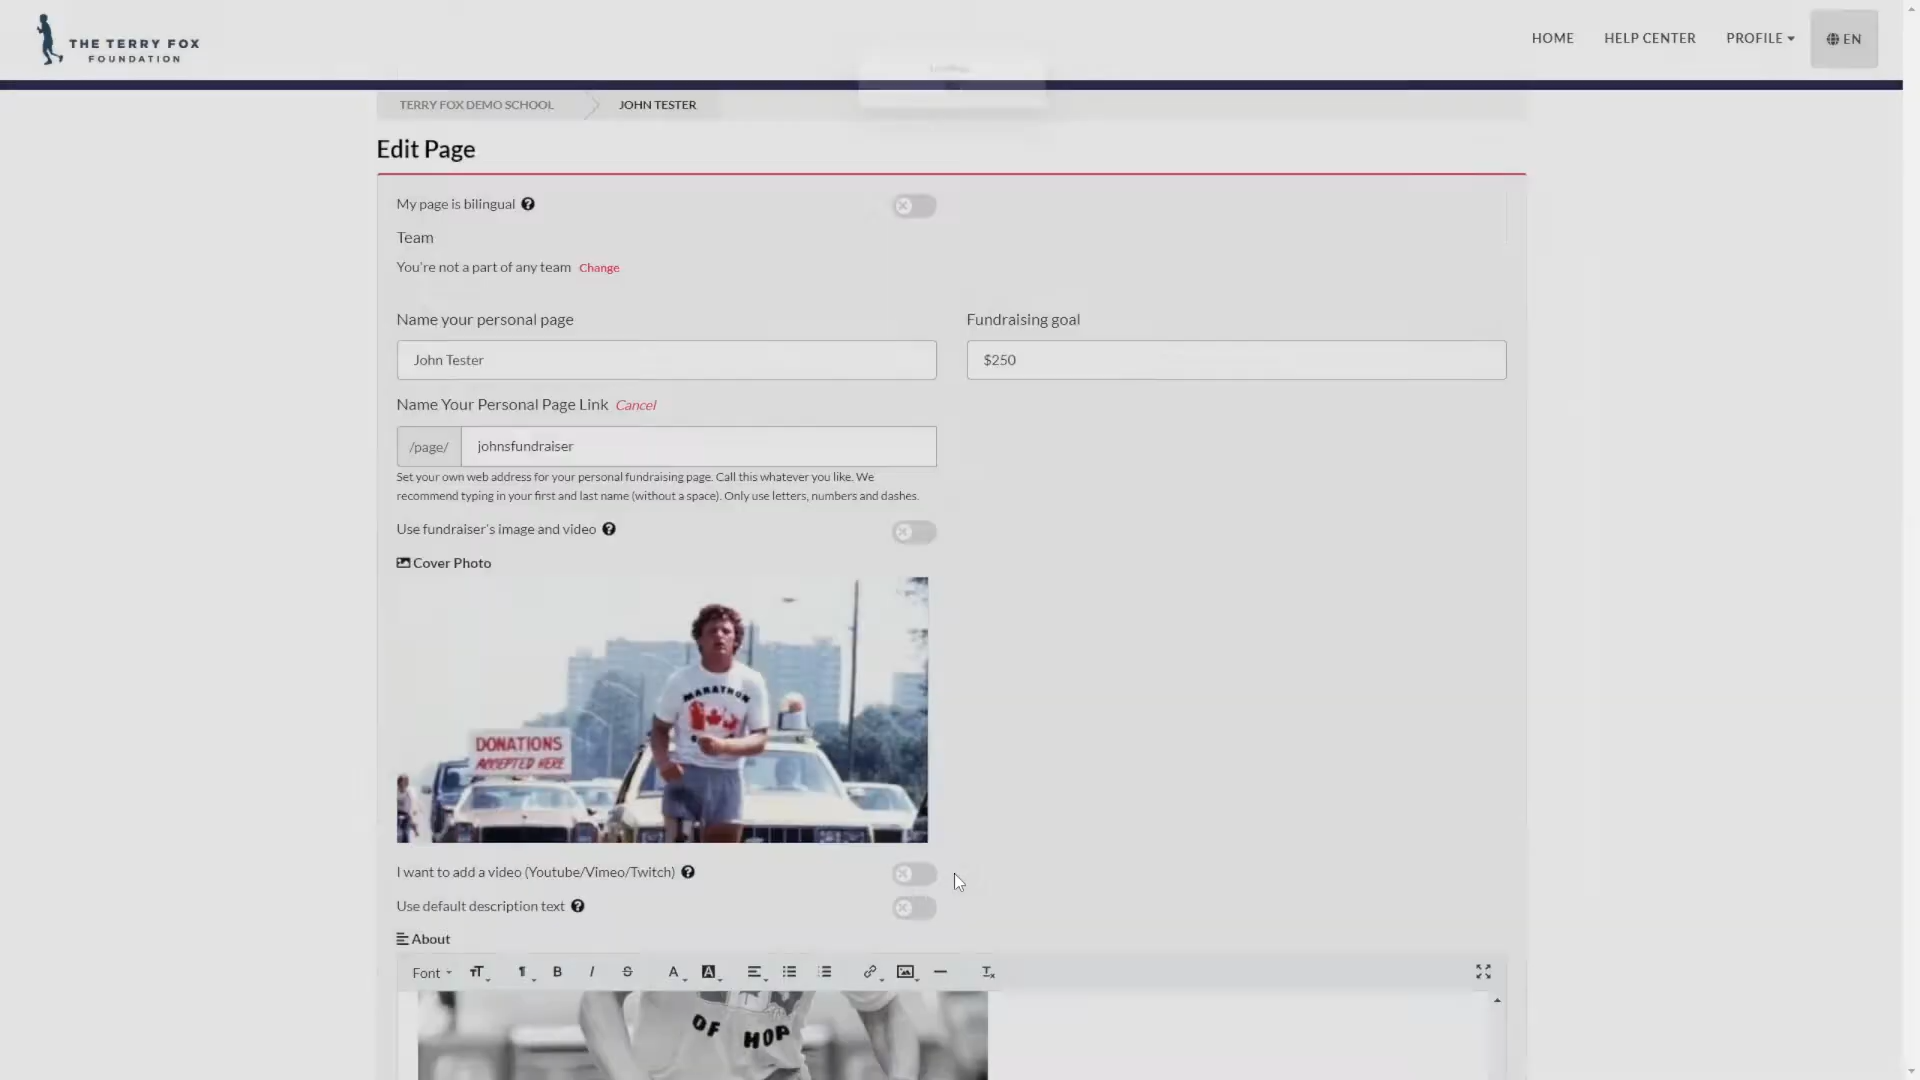 THE TERRY FOX
FOUNDATION
HOME
HELP CENTER
PROFILE
EN
TERRY FOX DEMO SCHOOL
JOHN TESTER
Edit Page
My page is bilingual
Team
You're not a part of any team Change
Name your personal page
Fundraising goal
John Tester
$250
Name Your Personal Page Link Cancel
/page/ johnsfundraiser
Set your own web address for your personal fundraising page. Call this whatever you like. We
recommend typing in your first and last name (without a space). Only use letters, numbers and dashes.
Use fundraiser's image and video
Cover Photo
MARATHON
DONATIONS
ACCEPTED HERE
I want to add a video (Youtube/Vimeo/Twitch)
Use default description text
About
Font
OF HOP